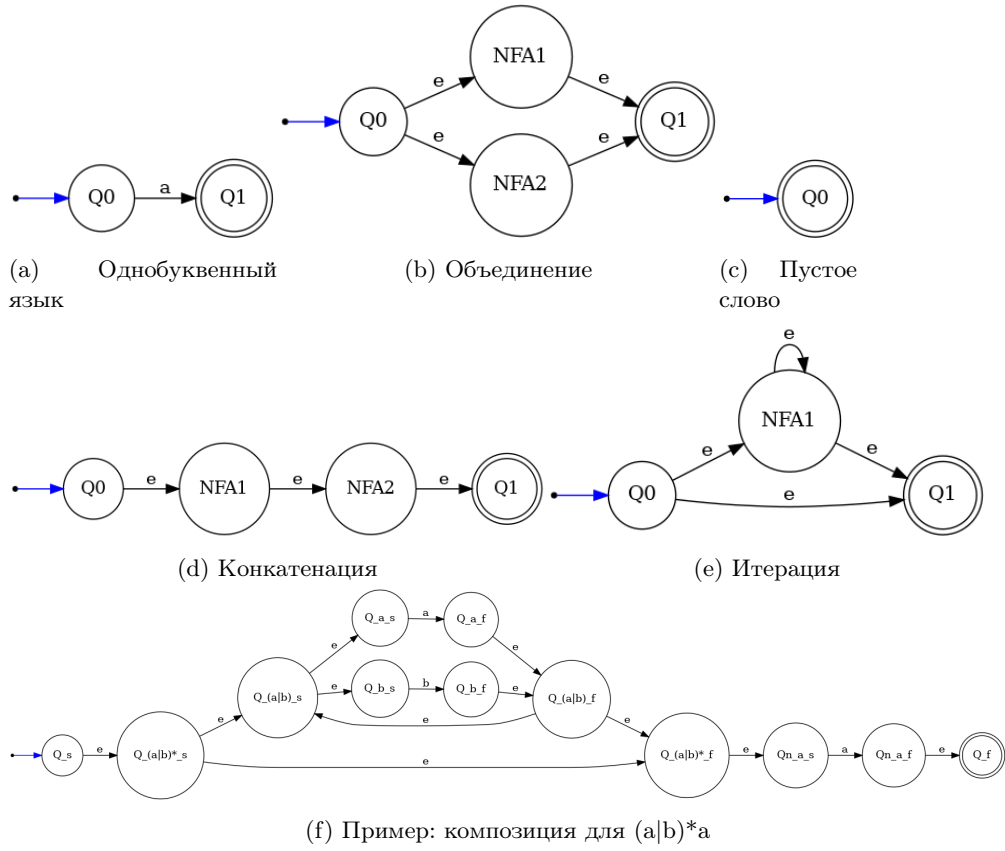 e
NFA1
e
Q0
Q1
e
NFA2
e
Q0
a
Q1
Q0
(a) Однобуквенный
язык
(b) Объединение
(c) Пустое
слово
e
NFA1
e
e
Q0
e
NFA1
e
NFA2
e
Q1
Q0
e
Q1
(d) Конкатенация
(e) Итерация
Q_a_s
a
Q_a_f
e
e
Q_(a|b)_s
e
Q_b_s
b
Q_b_f
e
Q_(a|b)_f
e
e
e
Q_s
e
Q_(a|b)*_s
e
Q_(a|b)*_f
e
Qn_a_s
a
Qn_a_f
e
Q_f
(f) Пример: композиция для (a|b)*a